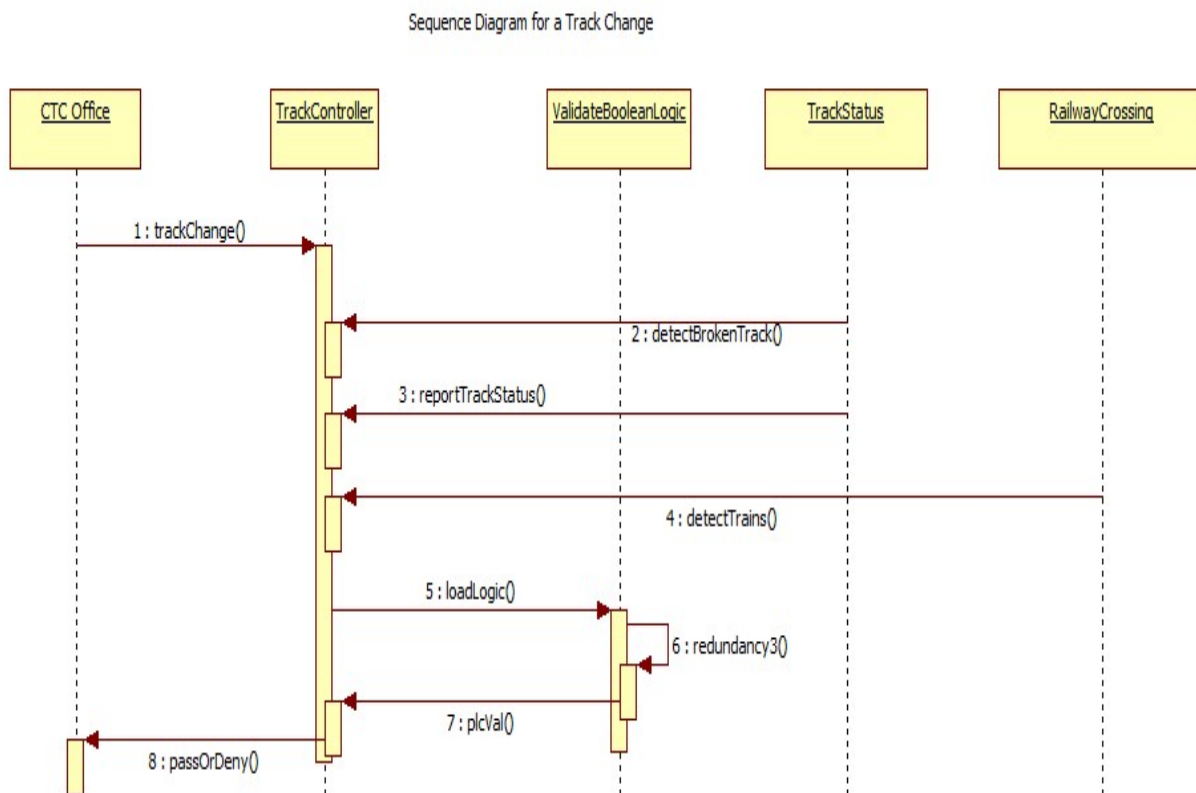 Sequence Diagram for a Track Change
CTC Office
TrackController
ValidateBooleanLogic
TrackStatus
RailwayCrossing
1 : trackChange()
2 : detectBrokenTrack()
3 : reportTrackStatus()
4 : detectTrains()
5 : loadLogic()
6 : redundancy3()
7 : plcVal()
8 : passOrDeny()